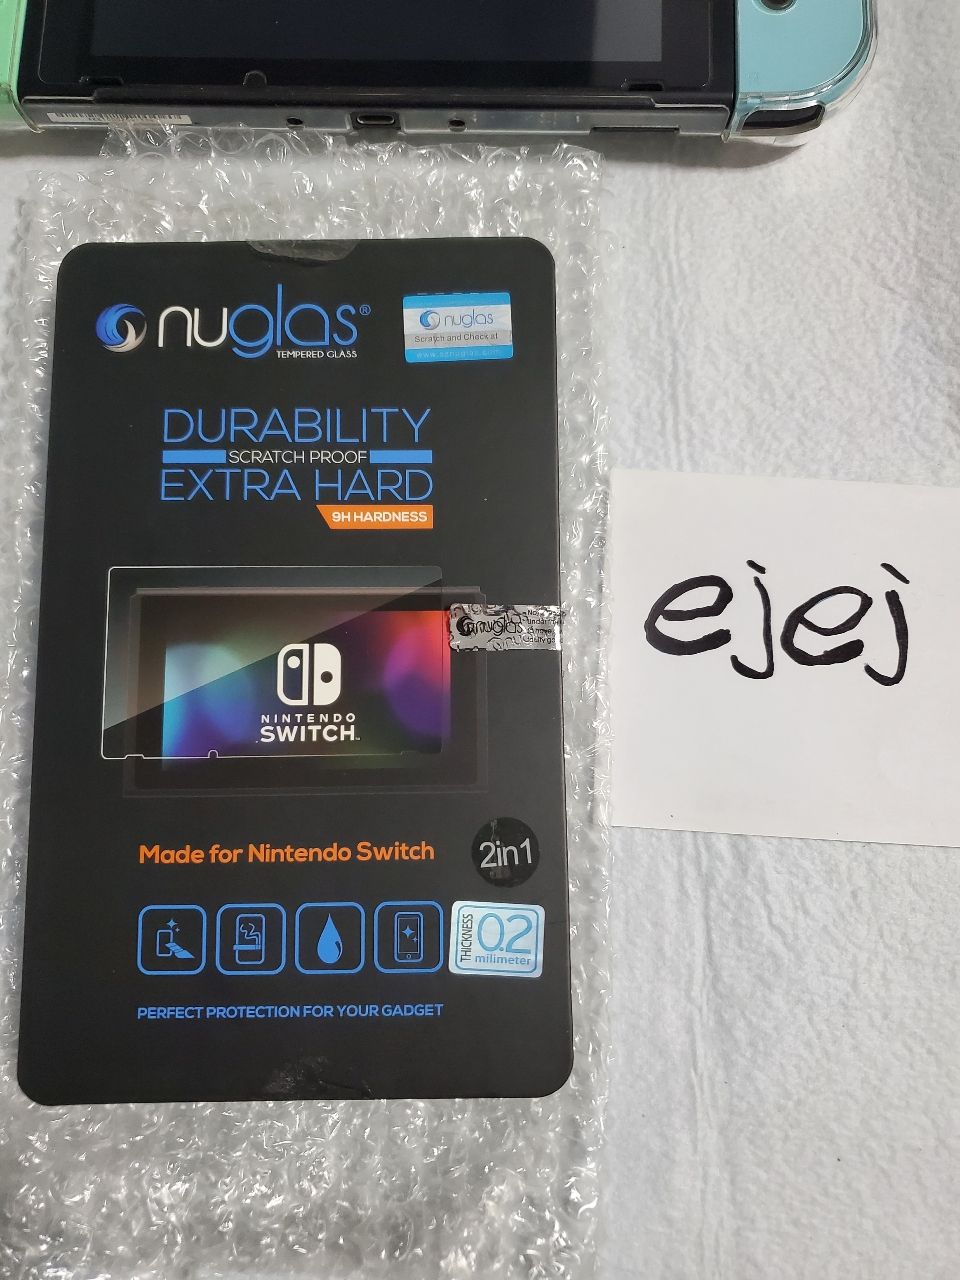 nuglas®
TEMPERED GLASS
nuglas
Scratch and Check at
DURABILITY
SCRATCH PROOF
EXTRA HARD
9H HARDNESS
nuglas
NINTENDO
SWITCH™
ejej
Made for Nintendo Switch
2in1
THICKNESS
0.2
milimeter
PERFECT PROTECTION FOR YOUR GADGET